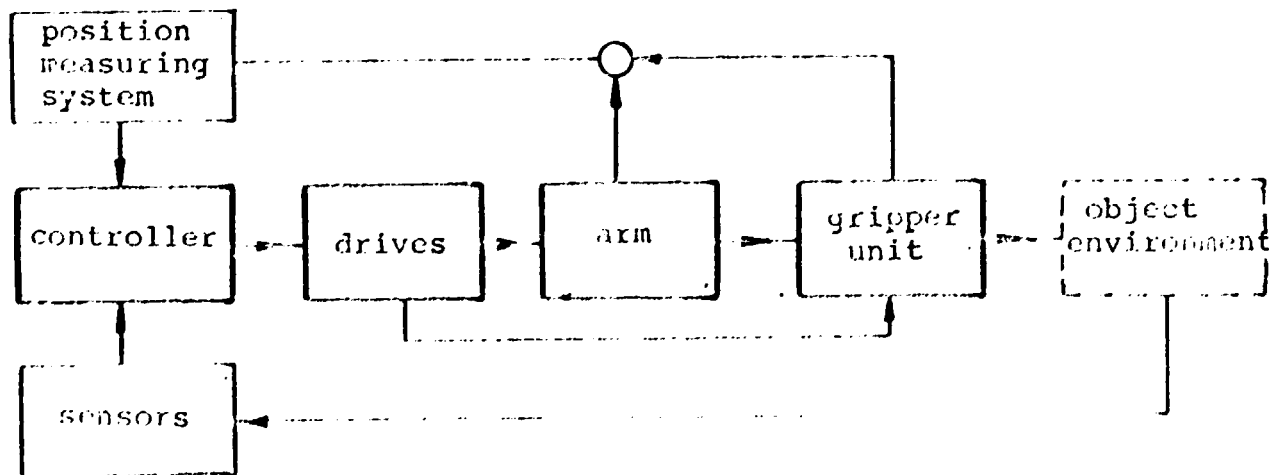 position
measuring
system
controller
drives
arm
gripper
unit
object
environment
sensors